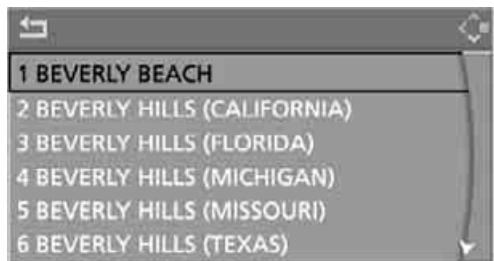 1 BEVERLY BEACH
2 BEVERLY HILLS (CALIFORNIA)
3 BEVERLY HILLS (FLORIDA)
4 BEVERLY HILLS (MICHIGAN)
5 BEVERLY HILLS (MISSOURI)
6 BEVERLY HILLS (TEXAS)